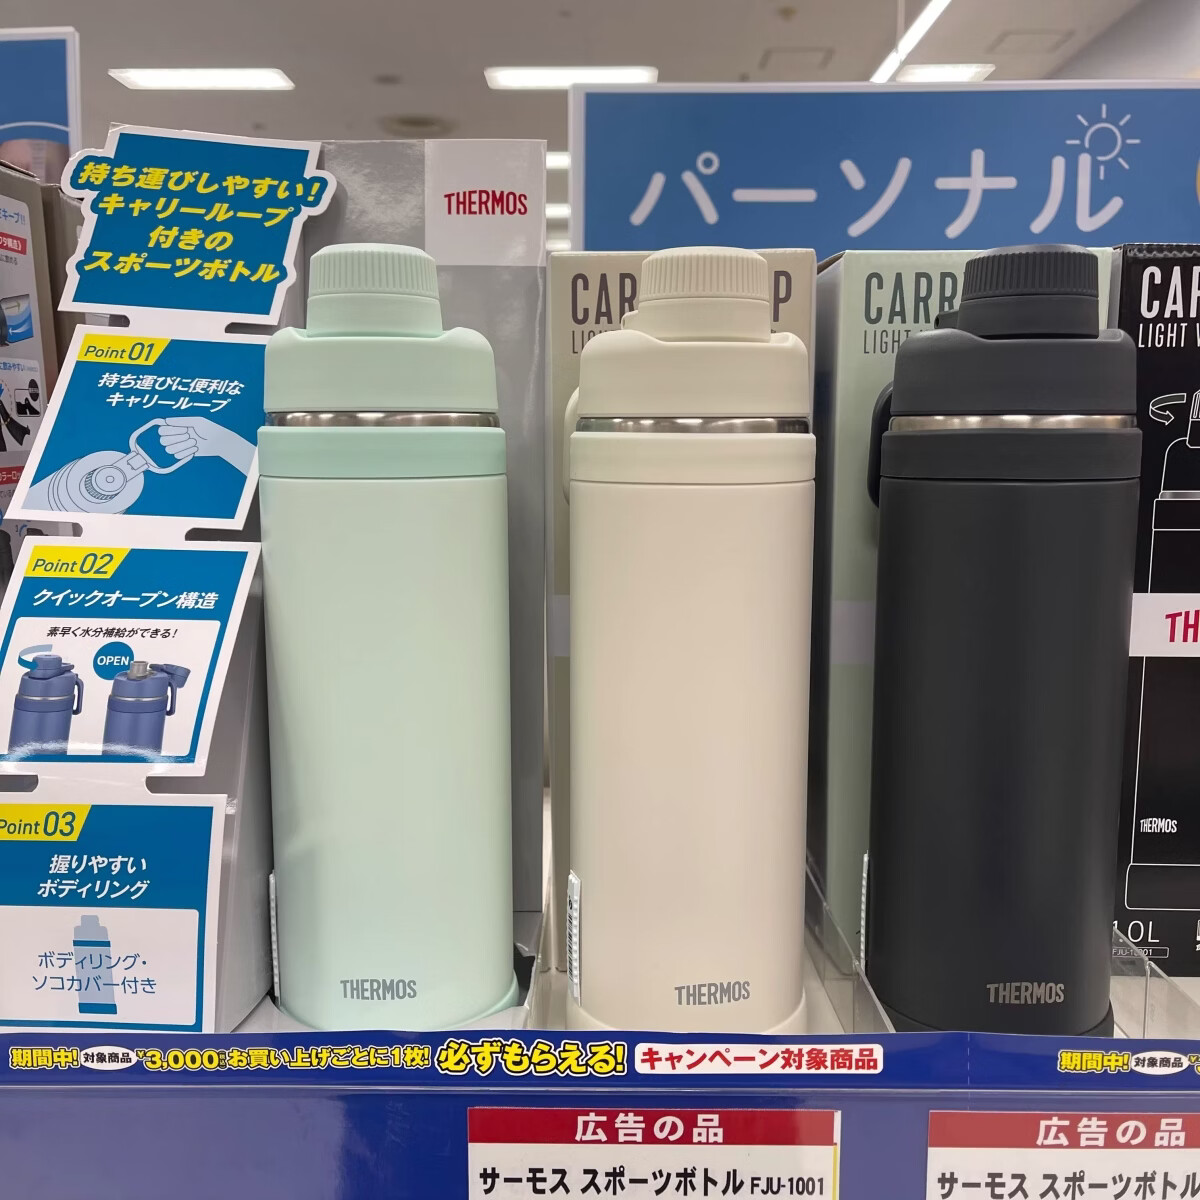 持ち運びしやすい!
キャリーループ
付きの
スポーツボトル
THERMOS
パーソナル
Point 01
持ち運びに便利な
キャリーループ
Point 02
クイックオープン構造
素早く水分補給ができる!
OPEN
Point 03
握りやすい
ボディリング
ボディリング・
ソコカバー付き
CAR P
LIGHT
CARR
LIGHT
CAR
LIGHT
TH
THERMOS
1.0L
THERMOS
THERMOS
THERMOS
期間中! 対象商品 ¥3,000 お買い上げごとに1枚! 必ずもらえる! キャンペーン対象商品
期間中! 対象商品
広告の品
サーモス スポーツボトル FJU-1001
広告の品
サーモス スポーツボトル